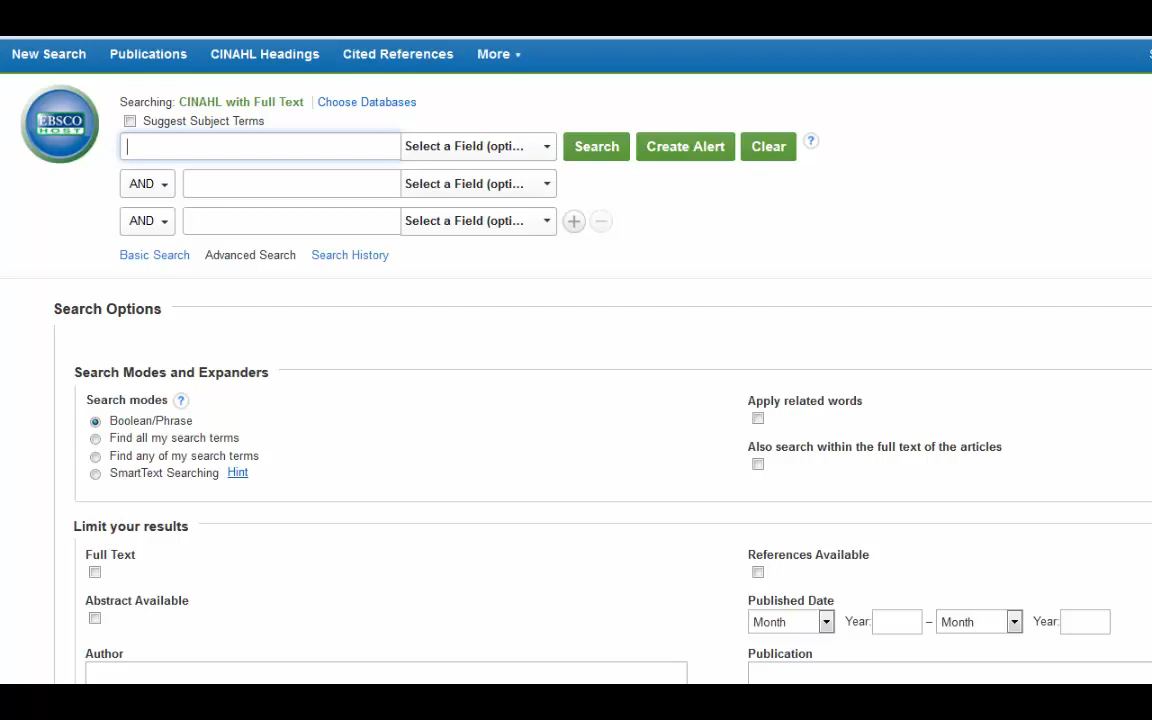 New Search Publications CINAHL Headings Cited References More
Searching: CINAHL with Full Text Choose Databases
Suggest Subject Terms
EBSCO
HOST
Select a Field (opti... Search Create Alert Clear ?
AND Select a Field (opti...
AND Select a Field (opti...
Basic Search Advanced Search Search History
Search Options
Search Modes and Expanders
Search modes ?
Boolean/Phrase
Find all my search terms
Find any of my search terms
SmartText Searching Hint
Apply related words
Also search within the full text of the articles
Limit your results
Full Text
Abstract Available
Author
References Available
Published Date
Month Year: – Month Year:
Publication